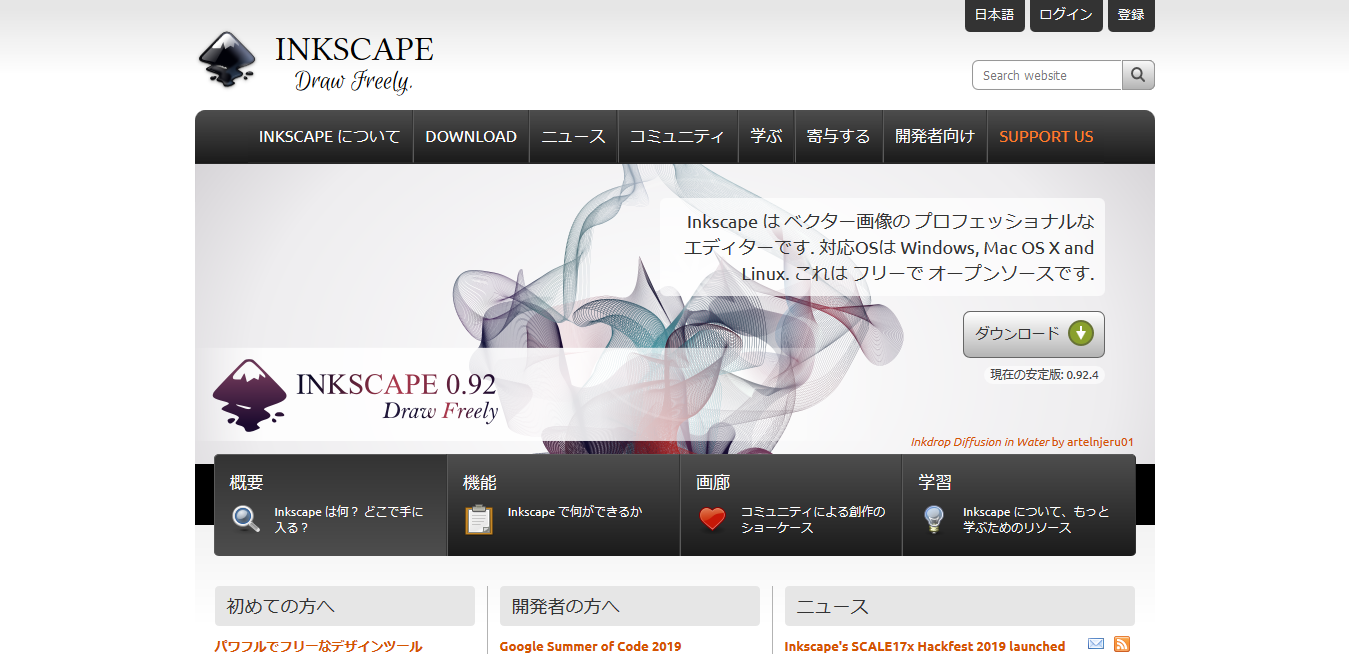 日本語
ログイン
登録
INKSCAPE
Draw Freely.
Search website
INKSCAPE について
DOWNLOAD
ニュース
コミュニティ
学ぶ
寄与する
開発者向け
SUPPORT US
Inkscape は ベクター画像の プロフェッショナルな
エディターです. 対応OSは Windows, Mac OS X and
Linux. これは フリーで オープンソースです.
ダウンロード
現在の安定版: 0.92.4
INKSCAPE 0.92
Draw Freely
Inkdrop Diffusion in Water by artelnjeru01
概要
Inkscape は何？ どこで手に
入る？
機能
Inkscape で何ができるか
画廊
コミュニティによる創作の
ショーケース
学習
Inkscape について、もっと
学ぶためのリソース
初めての方へ
パワフルでフリーなデザインツール
開発者の方へ
Google Summer of Code 2019
ニュース
Inkscape's SCALE17x Hackfest 2019 launched